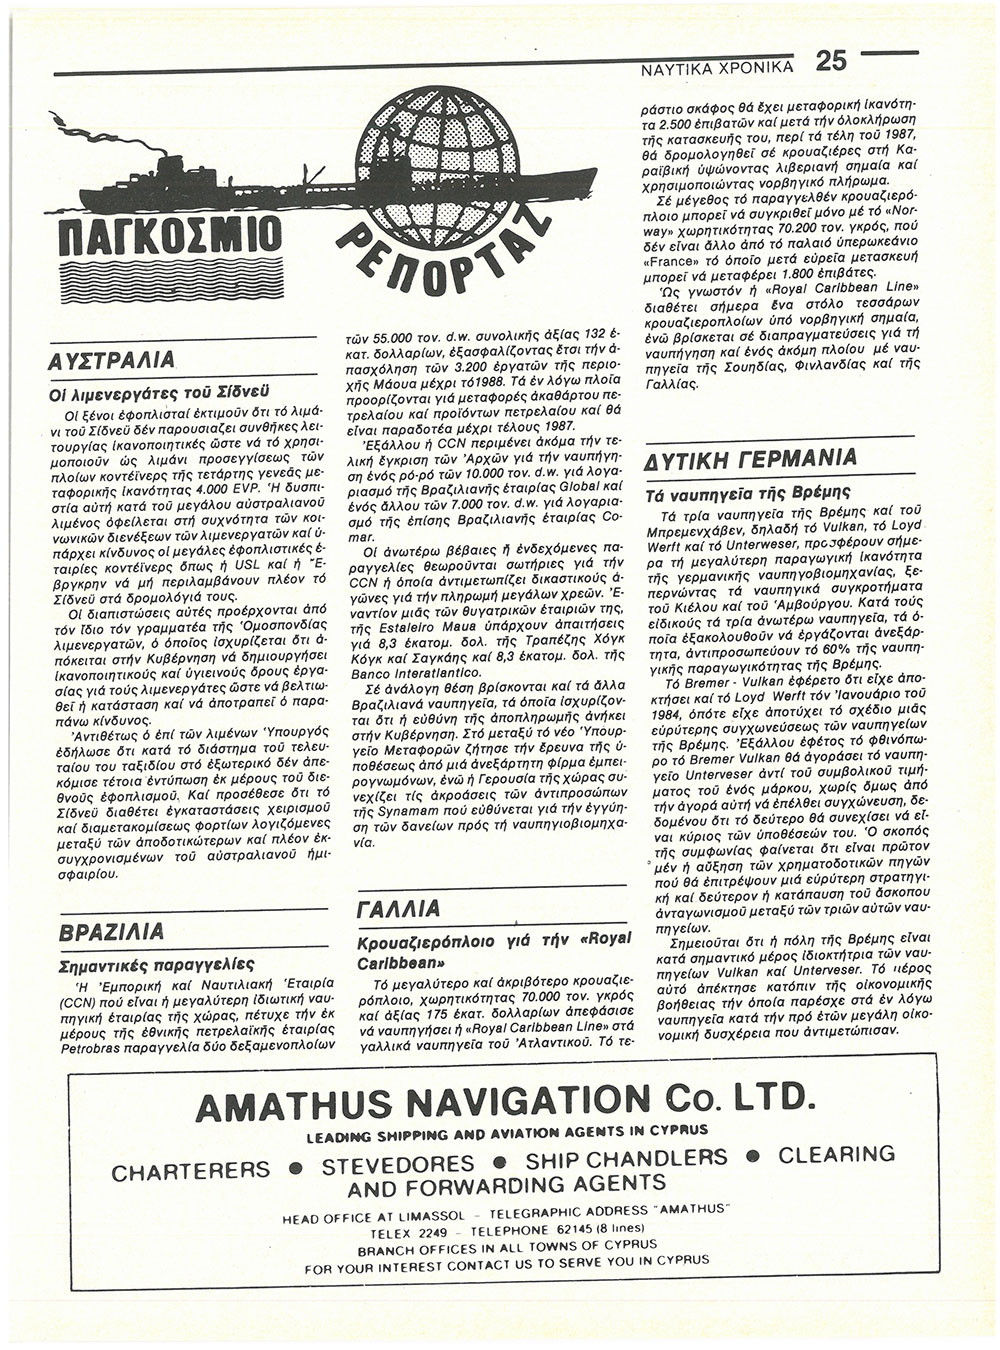 ΝΑΥΤΙΚΑ ΧΡΟΝΙΚΑ 25
ΠΑΓΚΟΣΜΙΟ
ΡΕΠΟΡΤΑΖ
ΑΥΣΤΡΑΛΙΑ
Οἱ λιμενεργάτες τοῦ Σίδνεϋ
Οἱ ξένοι ἐφοπλισταί ἐκτιμοῦν ὅτι τό λιμά-
νι τοῦ Σίδνεϋ δέν παρουσιαζει συνθῆκες λει-
τουργίας ἱκανοποιητικές ὥστε νά τό χρησι-
μοποιοῦν ὡς λιμάνι προσεγγίσεως τῶν
πλοίων κοντέϊνερς τῆς τετάρτης γενεᾶς με-
ταφορικῆς ἱκανότητας 4.000 EVP. Ἡ δυσπι-
στία αὐτή κατά τοῦ μεγάλου αὐστραλιανοῦ
λιμένος ὀφείλεται στή συχνότητα τῶν κοι-
νωνικῶν διενέξεων τῶν λιμενεργατῶν καί ὑ-
πάρχει κίνδυνος οἱ μεγάλες ἐφοπλιστικές ἑ-
ταιρίες κοντέϊνερς ὅπως ἡ USL καί ἡ Ἔ-
βργκρην νά μή περιλαμβάνουν πλέον τό
Σίδνεϋ στά δρομολόγιά τους.
Οἱ διαπιστώσεις αὐτές προέρχονται ἀπό
τόν ἴδιο τόν γραμματέα τῆς Ὁμοσπονδίας
λιμενεργατῶν, ὁ ὁποῖος ἰσχυρίζεται ὅτι ἀ-
πόκειται στήν Κυβέρνηση νά δημιουργήσει
ἱκανοποιητικούς καί ὑγιεινούς ὅρους ἐργα-
σίας γιά τούς λιμενεργάτες ὥστε νά βελτιω-
θεῖ ἡ κατάσταση καί νά ἀποτραπεῖ ὁ παρα-
πάνω κίνδυνος.
Ἀντιθέτως ὁ ἐπί τῶν λιμένων Ὑπουργός
ἐδήλωσε ὅτι κατά τό διάστημα τοῦ τελευ-
ταίου του ταξιδίου στό ἐξωτερικό δέν ἀπε-
κόμισε τέτοια ἐντύπωση ἐκ μέρους τοῦ διε-
θνοῦς ἐφοπλισμοῦ. Καί προσέθεσε ὅτι τό
Σίδνεϋ διαθέτει ἐγκαταστάσεις χειρισμοῦ
καί διαμετακομίσεως φορτίων λογιζόμενες
μεταξύ τῶν ἀποδοτικώτερων καί πλέον ἐκ-
συγχρονισμένων τοῦ αὐστραλιανοῦ ἡμι-
σφαιρίου.
ΒΡΑΖΙΛΙΑ
Σημαντικές παραγγελίες
Ἡ Ἐμπορική καί Ναυτιλιακή Ἑταιρία
(CCN) πού εἶναι ἡ μεγαλύτερη ἰδιωτική ναυ-
πηγική ἑταιρίας τῆς χώρας, πέτυχε τήν ἐκ
μέρους τῆς ἐθνικῆς πετρελαϊκῆς ἑταιρίας
Petrobras παραγγελία δύο δεξαμενοπλοίων
τῶν 55.000 τον. d.w. συνολικῆς ἀξίας 132 ἑ-
κατ. δολλαρίων, ἐξασφαλίζοντας ἔτσι τήν ἀ-
πασχόληση τῶν 3.200 ἐργατῶν τῆς περιο-
χῆς Μάουα μέχρι τό1988. Τά ἐν λόγω πλοῖα
προορίζονται γιά μεταφορές ἀκαθάρτου πε-
τρελαίου καί προϊόντων πετρελαίου καί θά
εἶναι παραδοτέα μέχρι τέλους 1987.
Ἐξάλλου ἡ CCN περιμένει ἀκόμα τήν τε-
λική ἔγκριση τῶν Ἀρχῶν γιά τήν ναυπήγη-
ση ἑνός ρό-ρό τῶν 10.000 τον. d.w. γιά λογα-
ριασμό τῆς Βραζιλιανῆς ἑταιρίας Global καί
ἑνός ἄλλου τῶν 7.000 τον. d.w. γιά λογαρια-
σμό τῆς ἐπίσης Βραζιλιανῆς ἑταιρίας Co-
mar.
Οἱ ἀνωτέρω βέβαιες ἤ ἐνδεχόμενες πα-
ραγγελίες θεωροῦνται σωτήριες γιά τήν
CCN ἡ ὁποία ἀντιμετωπίζει δικαστικούς ἀ-
γῶνες γιά τήν πληρωμή μεγάλων χρεῶν. Ἐ-
ναντίον μιᾶς τῶν θυγατρικῶν ἑταιριῶν της,
τῆς Estaleiro Maua ὑπάρχουν ἀπαιτήσεις
γιά 8,3 ἑκατομ. δολ. τῆς Τραπέζης Χόγκ
Κόγκ καί Σαγκάης καί 8,3 ἑκατομ. δολ. τῆς
Banco Interatlantico.
Σέ ἀνάλογη θέση βρίσκονται καί τά ἄλλα
Βραζιλιανά ναυπηγεῖα, τά ὁποῖα ἰσχυρίζον-
ται ὅτι ἡ εὐθύνη τῆς ἀποπληρωμῆς ἀνήκει
στήν Κυβέρνηση. Στό μεταξύ τό νέο Ὑπουρ-
γεῖο Μεταφορῶν ζήτησε τήν ἔρευνα τῆς ὑ-
ποθέσεως ἀπό μιά ἀνεξάρτητη φίρμα ἐμπει-
ρογνωμόνων, ἐνῶ ἡ Γερουσία τῆς χώρας συ-
νεχίζει τίς ἀκροάσεις τῶν ἀντιπροσώπων
τῆς Synamam πού εὐθύνεται γιά τήν ἐγγύη-
ση τῶν δανείων πρός τή ναυπηγιοβιομηχα-
νία.
ΓΑΛΛΙΑ
Κρουαζιερόπλοιο γιά τήν «Royal
Caribbean»
Τό μεγαλύτερο καί ἀκριβότερο κρουαζιε-
ρόπλοιο, χωρητικότητας 70.000 τον. γκρός
καί ἀξίας 175 ἑκατ. δολλαρίων ἀπεφάσισε
νά ναυπηγήσει ἡ «Royal Caribbean Line» στά
γαλλικά ναυπηγεῖα τοῦ Ἀτλαντικοῦ. Τό τε-
ράστιο σκάφος θά ἔχει μεταφορική ἱκανότη-
τα 2.500 ἐπιβατῶν καί μετά τήν ὁλοκλήρωση
τῆς κατασκευῆς του, περί τά τέλη τοῦ 1987,
θά δρομολογηθεῖ σέ κρουαζιέρες στή Κα-
ραϊβική ὑψώνοντας λιβεριανή σημαία καί
χρησιμοποιώντας νορβηγικό πλήρωμα.
Σέ μέγεθος τό παραγγελθέν κρουαζιερό-
πλοιο μπορεῖ νά συγκριθεῖ μόνο μέ τό «Nor-
way» χωρητικότητας 70.200 τον. γκρός, πού
δέν εἶναι ἄλλο ἀπό τό παλαιό ὑπερωκεάνιο
«France» τό ὁποῖο μετά εὐρεῖα μετασκευή
μπορεῖ νά μεταφέρει 1.800 ἐπιβάτες.
Ὡς γνωστόν ἡ «Royal Caribbean Line»
διαθέτει σήμερα ἕνα στόλο τεσσάρων
κρουαζιεροπλοίων ὑπό νορβηγική σημαία,
ἐνῶ βρίσκεται σέ διαπραγματεύσεις γιά τή
ναυπήγηση καί ἑνός ἀκόμη πλοίου μέ ναυ-
πηγεῖα τῆς Σουηδίας, Φινλανδίας καί τῆς
Γαλλίας.
ΔΥΤΙΚΗ ΓΕΡΜΑΝΙΑ
Τά ναυπηγεῖα τῆς Βρέμης
Τά τρία ναυπηγεῖα τῆς Βρέμης καί τοῦ
Μπρεμενχάβεν, δηλαδή τό Vulkan, τό Loyd
Werft καί τό Unterweser, προσφέρουν σήμε-
ρα τή μεγαλύτερη παραγωγική ἱκανότητα
τῆς γερμανικῆς ναυπηγοβιομηχανίας, ξε-
περνώντας τά ναυπηγικά συγκροτήματα
τοῦ Κιέλου καί τοῦ Ἀμβούργου. Κατά τούς
εἰδικούς τά τρία ἀνωτέρω ναυπηγεῖα, τά ὁ-
ποῖα ἐξακολουθοῦν νά ἐργάζονται ἀνεξάρ-
τητα, ἀντιπροσωπεύουν τό 60% τῆς ναυπη-
γικῆς παραγωγικότητας τῆς Βρέμης.
Τό Bremer - Vulkan ἐφέρετο ὅτι εἶχε ἀπο-
κτήσει καί τό Loyd Werft τόν Ἰανουάριο τοῦ
1984, ὁπότε εἶχε ἀποτύχει τό σχέδιο μιᾶς
εὐρύτερης συγχωνεύσεως τῶν ναυπηγείων
τῆς Βρέμης. Ἐξάλλου ἐφέτος τό φθινόπω-
ρο τό Bremer Vulkan θά ἀγοράσει τό ναυπη-
γεῖο Unterveser ἀντί τοῦ συμβολικοῦ τιμή-
ματος τοῦ ἑνός μάρκου, χωρίς ὅμως ἀπό
τήν ἀγορά αὐτή νά ἐπέλθει συγχώνευση, δε-
δομένου ὅτι τό δεύτερο θά συνεχίσει νά εἶ-
ναι κύριος τῶν ὑποθέσεών του. Ὁ σκοπός
τῆς συμφωνίας φαίνεται ὅτι εἶναι πρῶτον
μέν ἡ αὔξηση τῶν χρηματοδοτικῶν πηγῶν
πού θά ἐπιτρέψουν μιά εὐρύτερη στρατηγι-
κή καί δεύτερον ἡ κατάπαυση τοῦ ἄσκοπου
ἀνταγωνισμοῦ μεταξύ τῶν τριῶν αὐτῶν ναυ-
πηγείων.
Σημειοῦται ὅτι ἡ πόλη τῆς Βρέμης εἶναι
κατά σημαντικό μέρος ἰδιοκτήτρια τῶν ναυ-
πηγείων Vulkan καί Unterveser. Τό μέρος
αὐτό ἀπέκτησε κατόπιν τῆς οἰκονομικῆς
βοήθειας τήν ὁποία παρέσχε στά ἐν λόγω
ναυπηγεῖα κατά τήν πρό ἐτῶν μεγάλη οἰκο-
νομική δυσχέρεια που ἀντιμετώπισαν.
AMATHUS NAVIGATION Co. LTD.
LEADING SHIPPING AND AVIATION AGENTS IN CYPRUS
CHARTERERS ● STEVEDORES ● SHIP CHANDLERS ● CLEARING
AND FORWARDING AGENTS
HEAD OFFICE AT LIMASSOL – TELEGRAPHIC ADDRESS "AMATHUS"
TELEX 2249 – TELEPHONE 62145 (8 lines)
BRANCH OFFICES IN ALL TOWNS OF CYPRUS
FOR YOUR INTEREST CONTACT US TO SERVE YOU IN CYPRUS